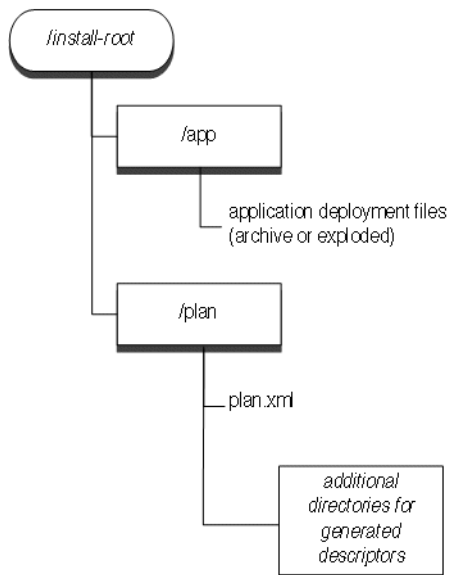 /install-root
/app
application deployment files
(archive or exploded)
/plan
plan.xml
additional
directories for
generated
descriptors